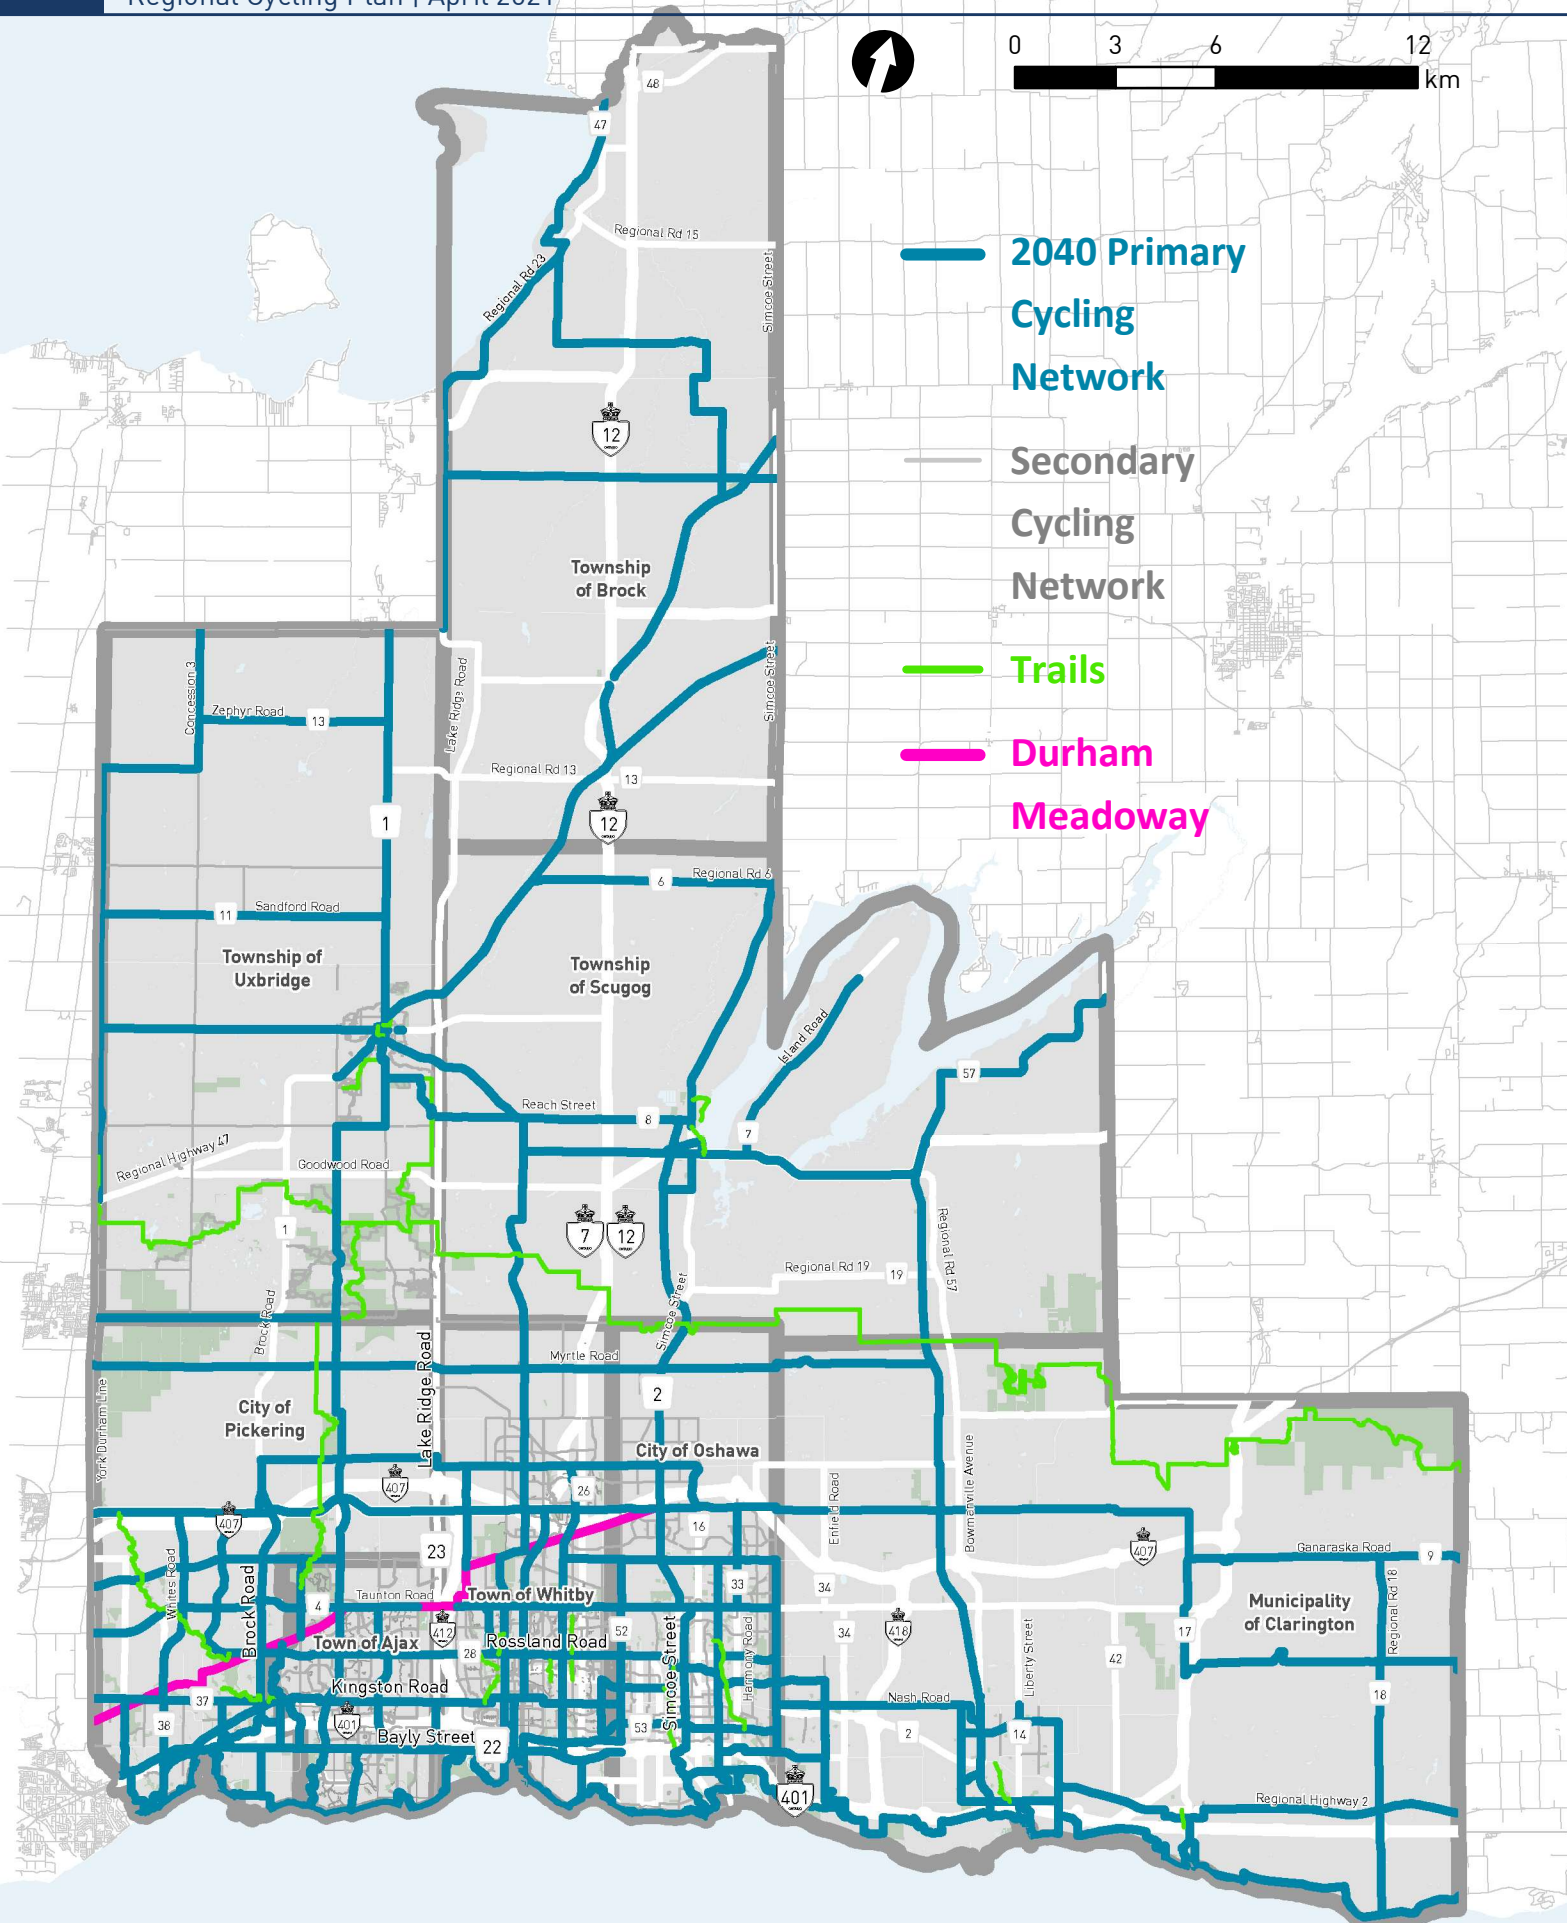 Regional Cycling Plan | April 2021
0 3 6 12
km
48
47
Regional Rd 15
Regional Rd 23
Simcoe Street
2040 Primary
Cycling
Network
Secondary
Cycling
Network
Trails
Durham
Meadoway
12
ONTARIO
Township
of Brock
Simcoe Street
Concession 3
Zephyr Road
13
Lake Ridge Road
Regional Rd 13
13
1
12
ONTARIO
6
Regional Rd 6
11
Sandford Road
Township of
Uxbridge
Township
of Scugog
Island Road
57
Reach Street
8
7
Regional Highway 47
Goodwood Road
1
7
ONTARIO
12
ONTARIO
Regional Rd 57
Regional Rd 19
19
Brock Road
Simcoe Street
Myrtle Road
Lake Ridge Road
York Durham Line
City of
Pickering
2
City of Oshawa
407
26
407
16
Enfield Road
Bowmanville Avenue
407
Ganaraska Road
9
23
Whites Road
Brock Road
Taunton Road
4
Town of Whitby
33
34
Regional Rd 18
Municipality
of Clarington
412
52
34
418
17
Town of Ajax
Rossland Road
28
Simcoe Street
Harmony Road
Liberty Street
42
Kingston Road
37
Nash Road
18
38
401
Bayly Street
22
53
2
14
401
ONTARIO
Regional Highway 2